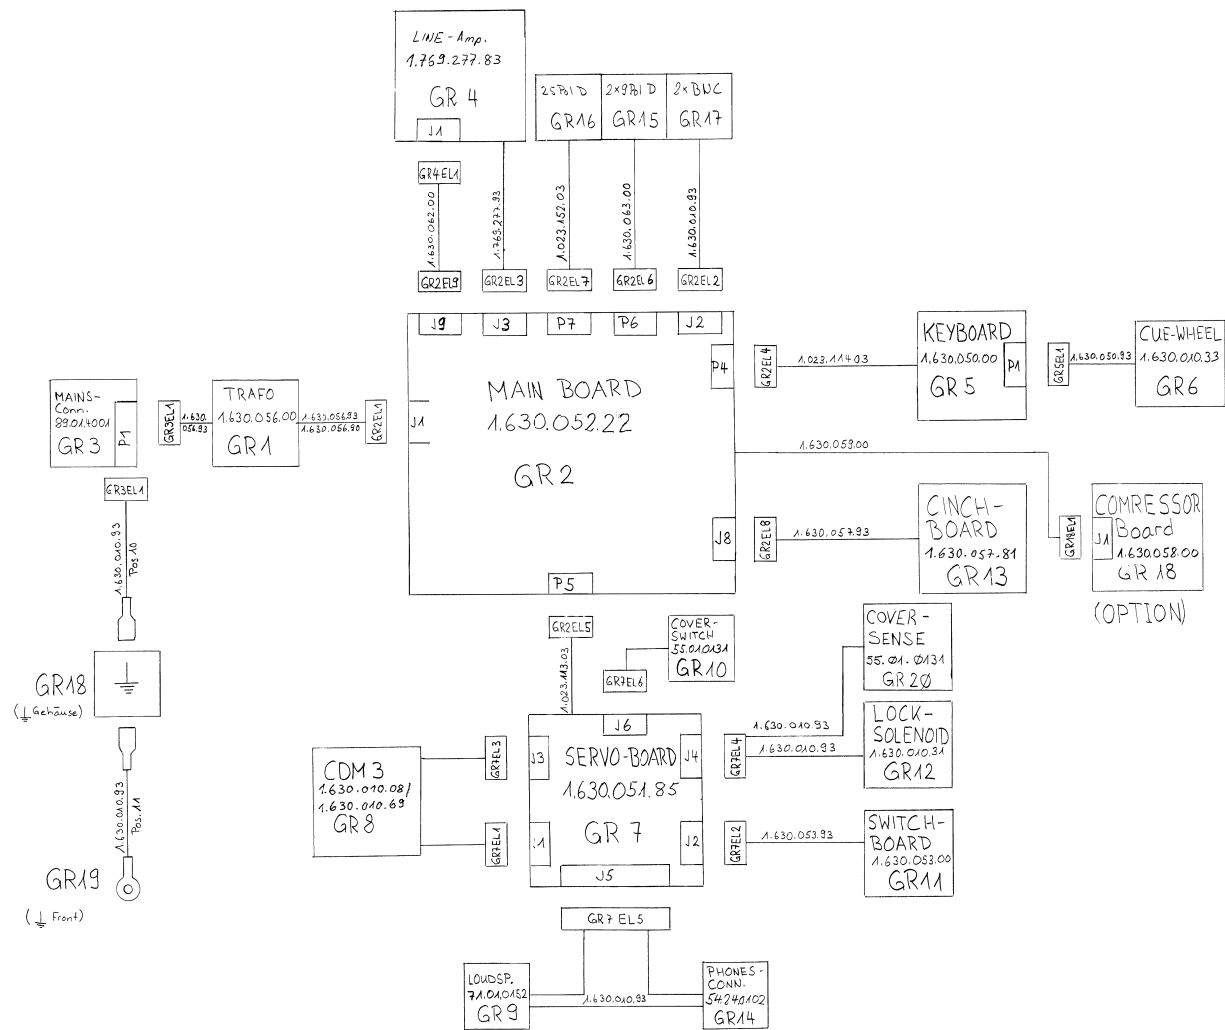 LINE-Amp.
1.769.277.83
GR 4
J1
25Pol D
GR16
2×9Pol D
GR15
2×BNC
GR17
GR4EL1
1.630.062.00
1.769.277.93
1.023.152.03
1.630.063.00
1.630.010.93
GR2EL9
GR2EL3
GR2EL7
GR2EL6
GR2EL2
J9
J3
P7
P6
J2
MAIN BOARD
1.630.052.22
GR 2
J1
P4
J8
P5
MAINS-
Conn.
89.01.4001
GR 3
P1
GR3EL1
1.630.
056.93
TRAFO
1.630.056.00
GR1
1.630.056.93
1.630.056.90
GR2EL1
GR2EL4
1.023.114.03
KEYBOARD
1.630.050.00
GR 5
P1
GR5EL1
1.630.050.93
CUE-WHEEL
1.630.010.33
GR6
1.630.059.00
GR2EL8
1.630.057.93
CINCH-
BOARD
1.630.057.81
GR13
GR18EL1
COMRESSOR
Board
J1
1.630.058.00
GR 18
(OPTION)
GR3EL1
1.630.010.93
Pos 10
GR18
(⏚ Gehäuse)
1.630.010.93
Pos. 11
GR19
(⏚ Front)
GR2EL5
1.023.113.03
COVER-
SWITCH
55.01.0131
GR10
GR7EL6
COVER-
SENSE
55.01.0131
GR 20
J6
J3
J4
SERVO-BOARD
1.630.051.85
GR 7
J1
J2
J5
GR7EL4
1.630.010.93
1.630.010.93
LOCK-
SOLENOID
1.630.010.31
GR12
CDM 3
1.630.010.08/
1.630.010.69
GR 8
GR7EL3
GR7EL1
GR7EL2
1.630.053.93
SWITCH-
BOARD
1.630.053.00
GR11
GR7 EL5
LOUDSP.
71.01.0152
GR 9
1.630.010.93
PHONES-
CONN.
54.24.0102
GR14